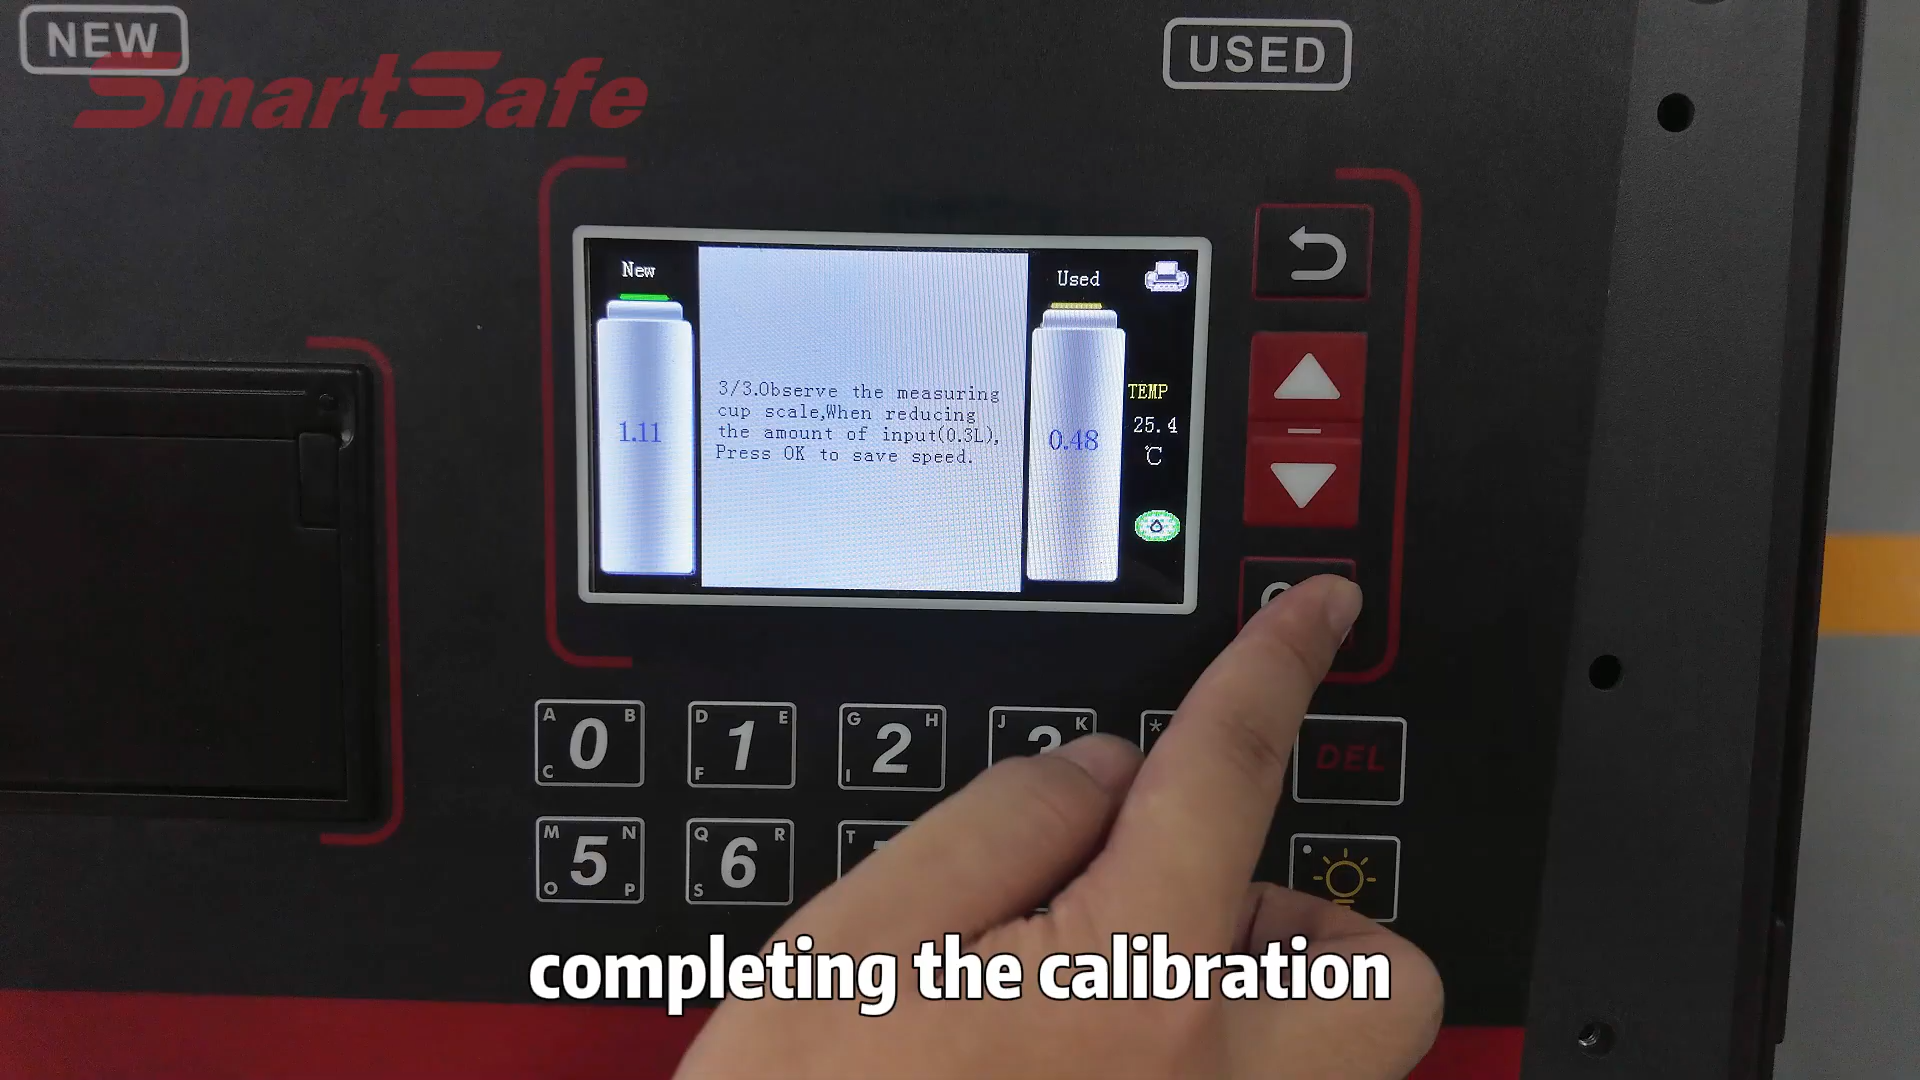 NEW
SmartSafe
USED
New
Used
3/3.Observe the measuring
cup scale,When reducing
the amount of input(0.3L),
Press OK to save speed.
1.11
0.48
TEMP
25.4
℃
A B
0
C
D E
1
F
G H
2
I
J K
*
DEL
M N
5
O P
Q R
6
S
T
completing the calibration